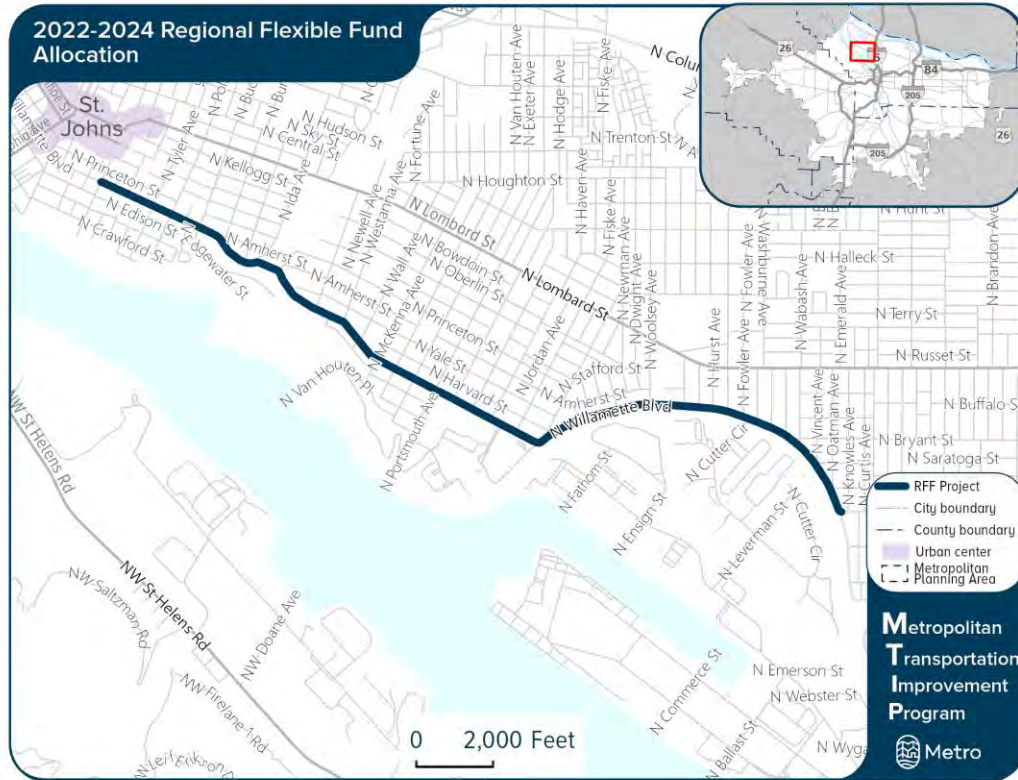 2022-2024 Regional Flexible Fund
Allocation
26
84
205
26
205
St.
Johns
N Van Houten Ave
N Exeter Ave
N Hodge Ave
N Fiske Ave
N Trenton St
N Fortune Ave
N Hudson St
N Sky St
N Central St
N Tyler Ave
N Ida Ave
N Kellogg St
N Houghton St
N Princeton St
N Edison St
N Edgewater St
N Crawford St
N Amherst St
N Amherst St
N Newell Ave
N Westanna Ave
N Wall Ave
N McKenna Ave
N Lombard St
N Bowdoin St
N Oberlin St
N Princeton St
N Yale St
N Harvard St
N Lombard St
N Haven Ave
N Fiske Ave
N Newman Ave
N Dwight Ave
N Woolsey Ave
N Jordan Ave
N Stafford St
N Amherst St
N Willamette Blvd
N Hurst Ave
N Fowler Ave
N Fowler Ave
N Washburne Ave
N Wabash Ave
N Emerald Ave
N Hunt St
N Halleck St
N Brandon Ave
N Terry St
N Russet St
N Buffalo S
N Bryant St
N Saratoga St
N Vincent Ave
N Oatman Ave
N Knowles Ave
N Curtis Ave
N Van Houten Pl
N Portsmouth Ave
N Fathom St
N Ensign St
N Cutter Cir
N Leverman St
N Cutter Cir
NW St Helens Rd
NW St Helens Rd
NW Saltzman Rd
NW Doane Ave
NW Firelane 1 Rd
N Commerce St
N Ballast St
N Emerson St
N Webster St
N Wyga
0 2,000 Feet
RFF Project
City boundary
County boundary
Urban center
Metropolitan
Planning Area
Metropolitan
Transportation
Improvement
Program
Metro